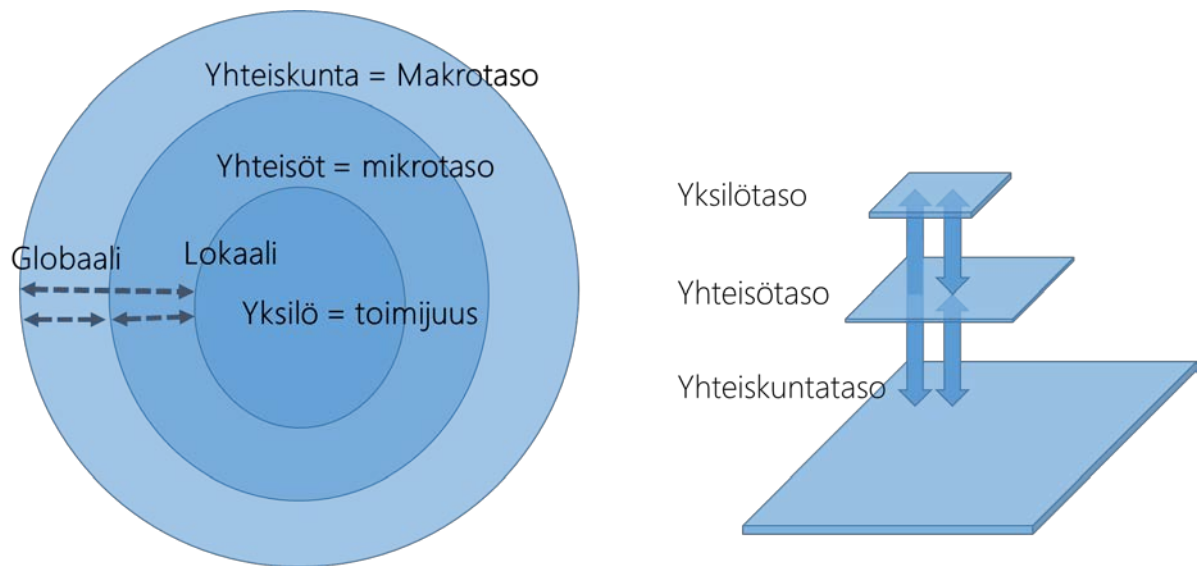 Yhteiskunta = Makrotaso
Yhteisöt = mikrotaso
Globaali
Lokaali
Yksilö = toimijuus
Yksilötaso
Yhteisötaso
Yhteiskuntataso